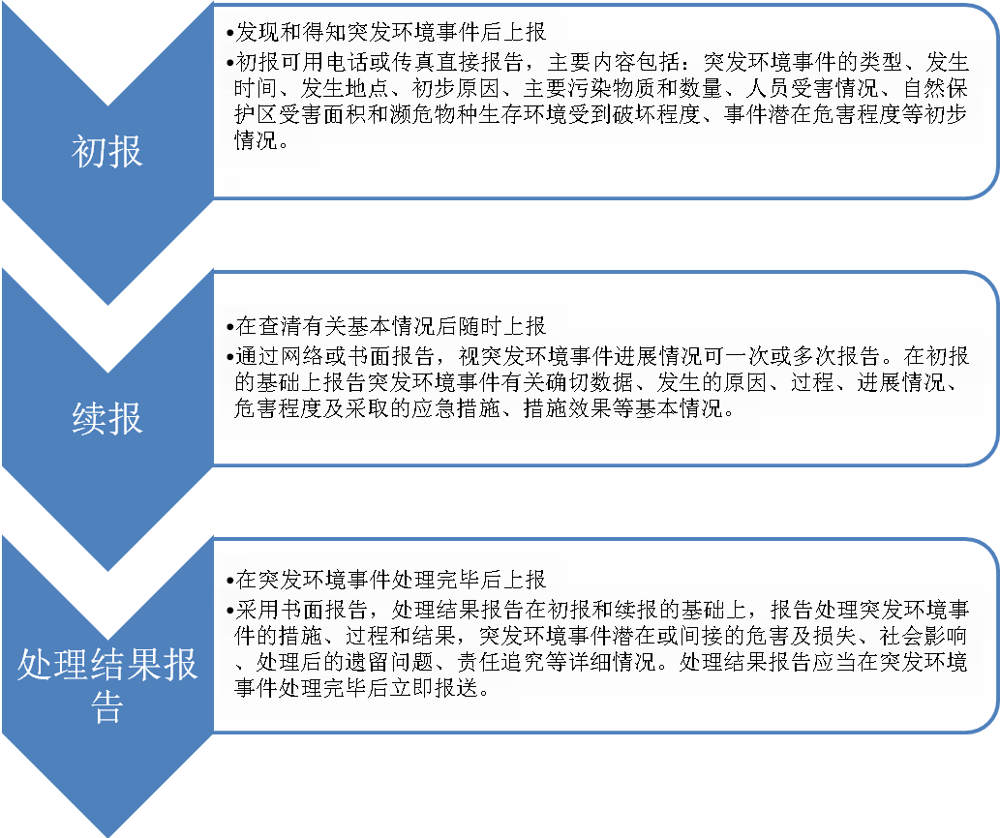 初报
•发现和得知突发环境事件后上报
•初报可用电话或传真直接报告，主要内容包括：突发环境事件的类型、发生
时间、发生地点、初步原因、主要污染物质和数量、人员受害情况、自然保
护区受害面积和濒危物种生存环境受到破坏程度、事件潜在危害程度等初步
情况。
续报
•在查清有关基本情况后随时上报
•通过网络或书面报告，视突发环境事件进展情况可一次或多次报告。在初报
的基础上报告突发环境事件有关确切数据、发生的原因、过程、进展情况、
危害程度及采取的应急措施、措施效果等基本情况。
处理结果报
告
•在突发环境事件处理完毕后上报
•采用书面报告，处理结果报告在初报和续报的基础上，报告处理突发环境事
件的措施、过程和结果，突发环境事件潜在或间接的危害及损失、社会影响
、处理后的遗留问题、责任追究等详细情况。处理结果报告应当在突发环境
事件处理完毕后立即报送。